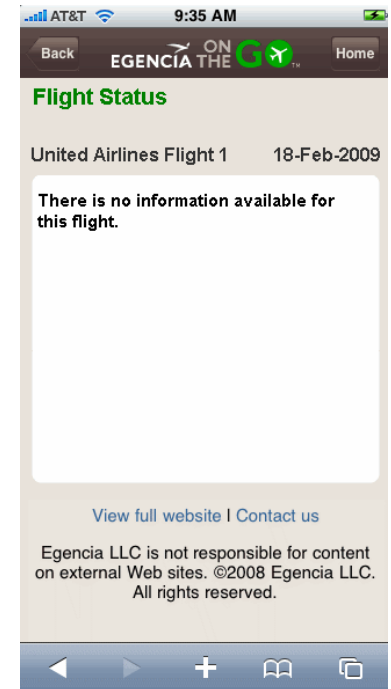 AT&T 9:35 AM
Back EGENCIA ON THE GO TM Home
Flight Status
United Airlines Flight 1 18-Feb-2009
There is no information available for
this flight.
View full website | Contact us
Egencia LLC is not responsible for content
on external Web sites. ©2008 Egencia LLC.
All rights reserved.